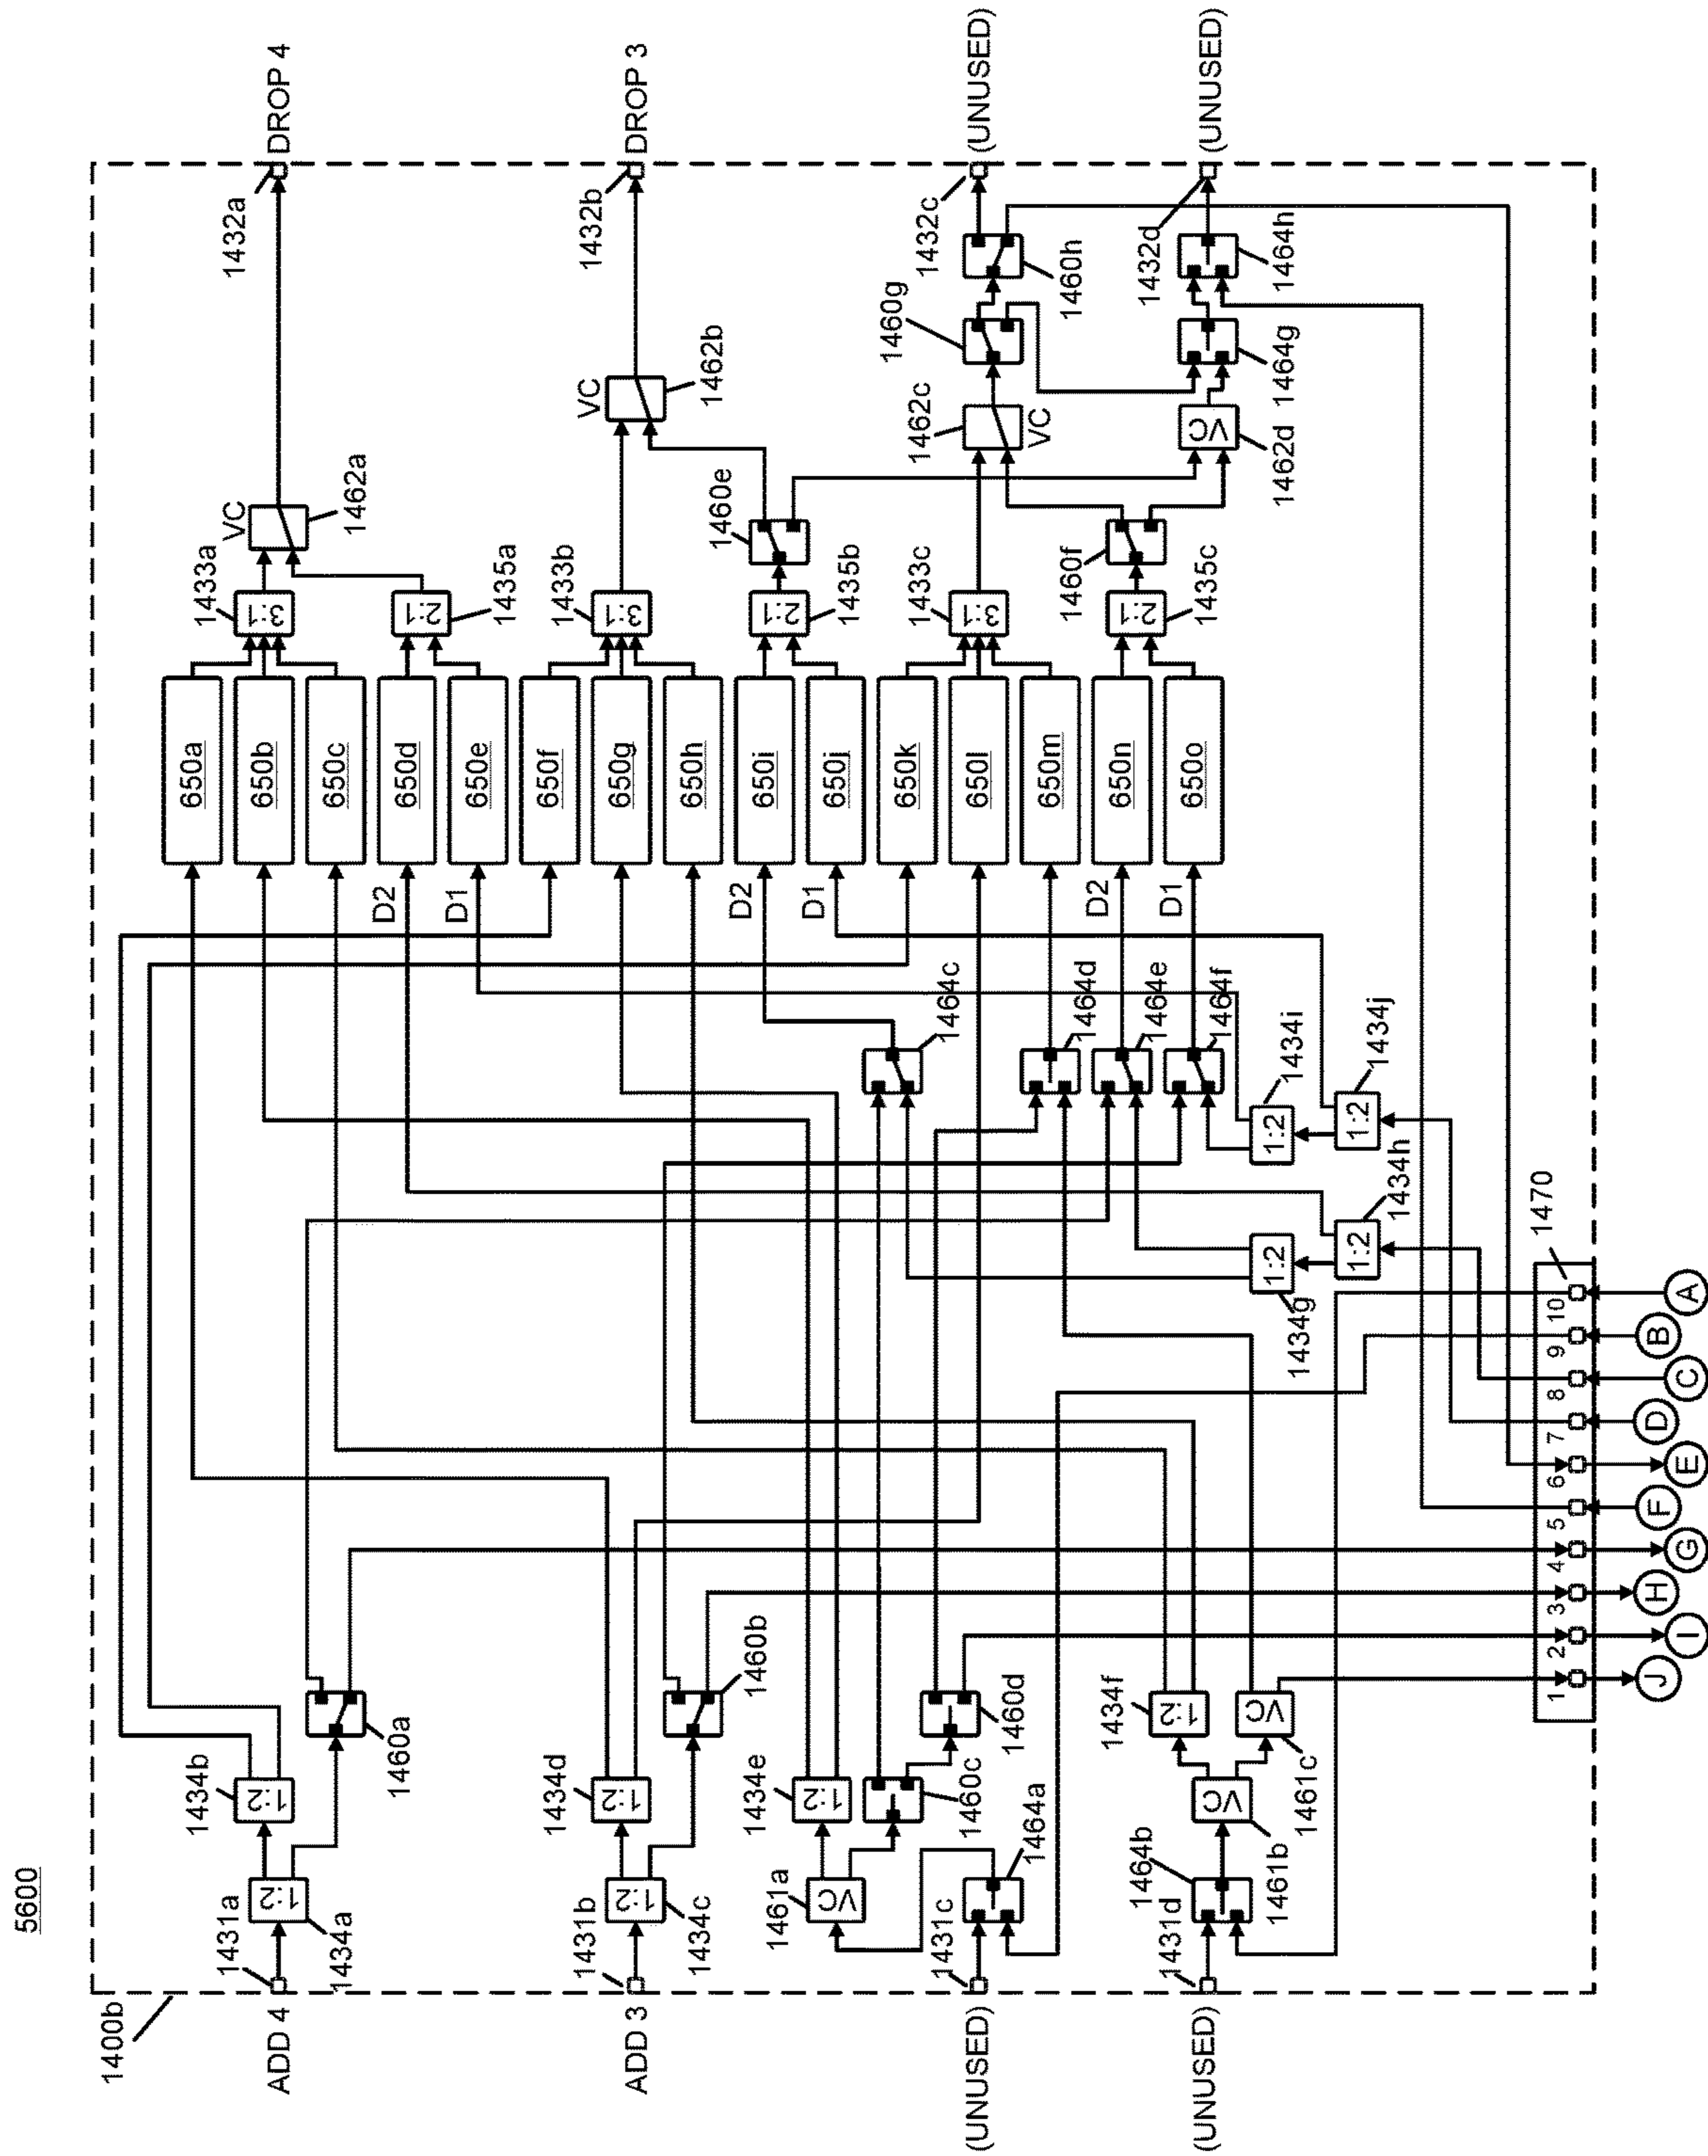 5600
1400b
ADD 4
1431a
1:2
1434a
1434b
1:2
1460a
ADD 3
1431b
1:2
1434c
1434d
1:2
1460b
1461a
VC
1434e
1:2
1460c
1460d
(UNUSED)
1431c
1464a
(UNUSED)
1431d
1464b
VC
1461b
1:2
1434f
VC
1461c
650a
650b
650c
D2
650d
D1
650e
650f
650g
650h
D2
650i
D1
650j
650k
650l
650m
D2
650n
D1
650o
1464c
1464d
1464e
1464f
1:2
1434g
1:2
1434h
1:2
1434i
1:2
1434j
1433a
3:1
2:1
1435a
VC
1462a
1432a
DROP 4
1433b
3:1
2:1
1435b
1460e
VC
1462b
1432b
DROP 3
1433c
3:1
2:1
1435c
1460f
1462c
VC
VC
1462d
1460g
1460h
1464g
1464h
1432c
(UNUSED)
1432d
(UNUSED)
1470
1
2
3
4
5
6
7
8
9
10
J
I
H
G
F
E
D
C
B
A